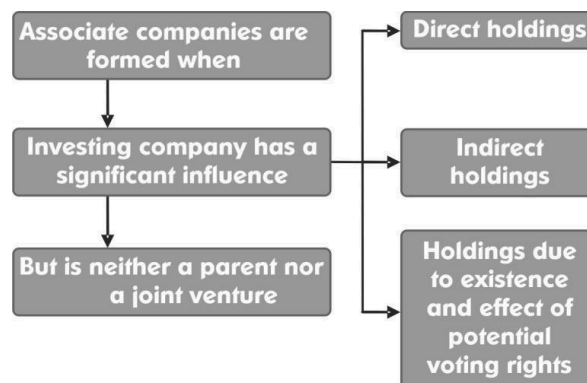 Associate companies are
formed when
Investing company has a
significant influence
But is neither a parent nor
a joint venture
Direct holdings
Indirect
holdings
Holdings due
to existence
and effect of
potential
voting rights